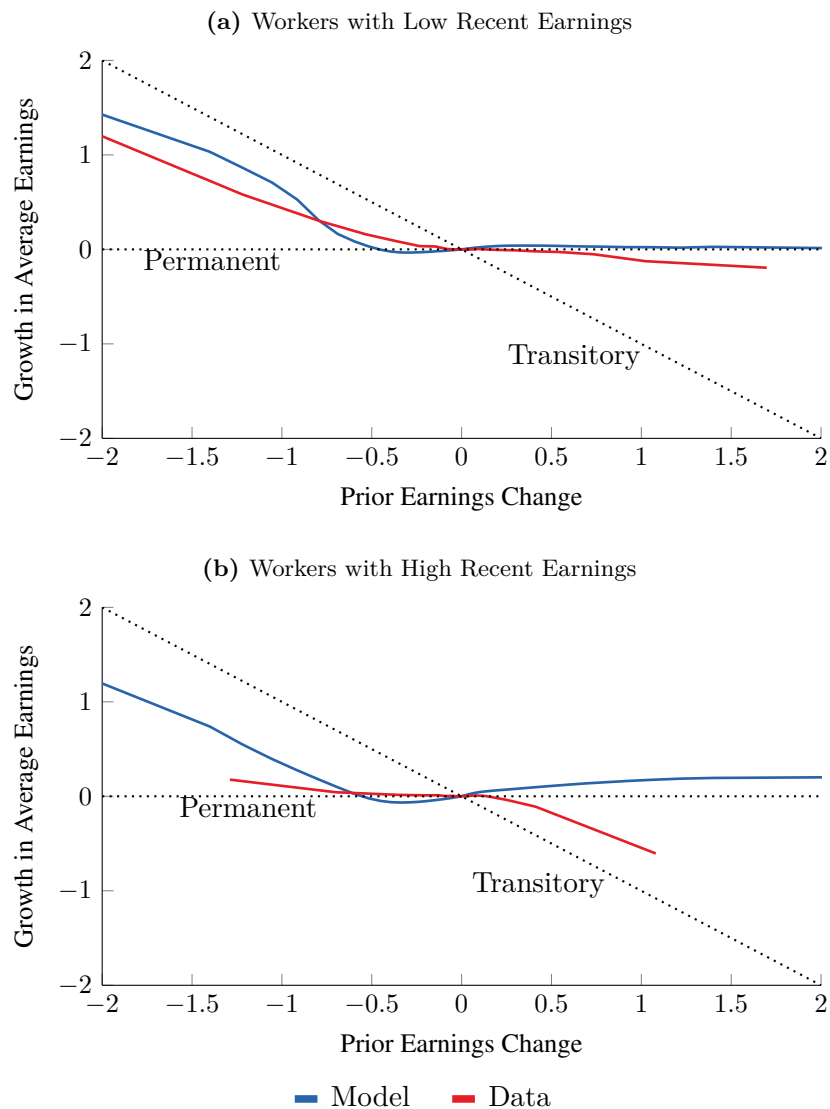 (a) Workers with Low Recent Earnings
2
1
0
−1
−2
Growth in Average Earnings
Permanent
Transitory
−2 −1.5 −1 −0.5 0 0.5 1 1.5 2
Prior Earnings Change
(b) Workers with High Recent Earnings
2
1
0
−1
−2
Growth in Average Earnings
Permanent
Transitory
−2 −1.5 −1 −0.5 0 0.5 1 1.5 2
Prior Earnings Change
Model Data